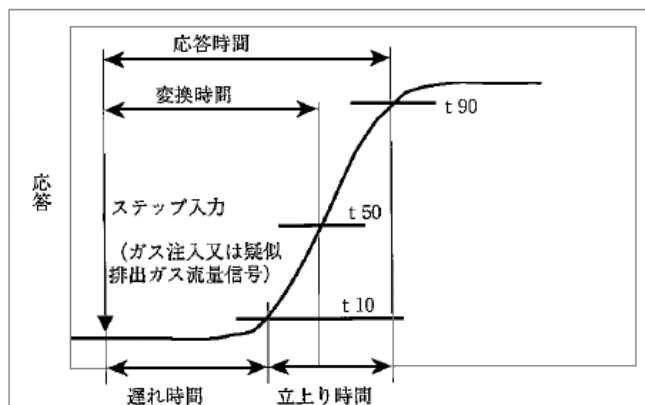 応答時間
変換時間
t 90
応答
ステップ入力
t 50
（ガス注入又は疑似
排出ガス流量信号）
t 10
遅れ時間
立上り時間